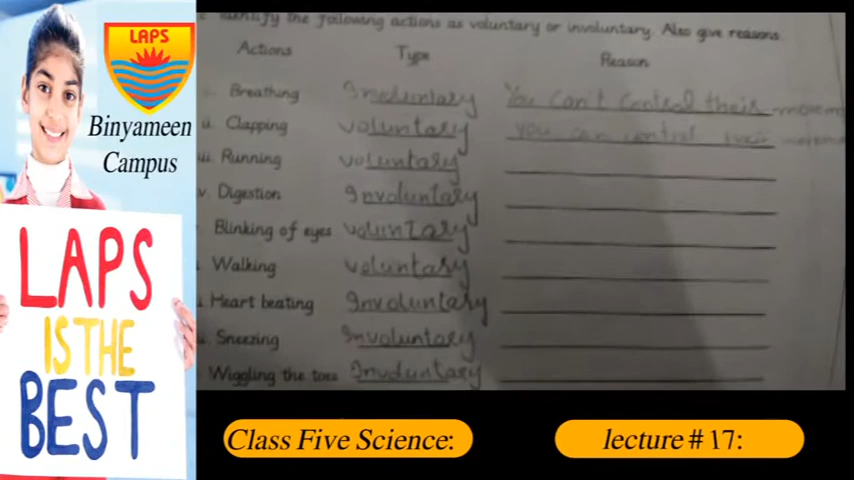 LAPS
Binyameen
Campus
LAPS
IS THE
BEST
Identify the following actions as voluntary or involuntary. Also give reasons.
Actions Type Reason
Breathing Involuntary You can't control their
ii. Clapping voluntary you can control their
iii. Running voluntary
v. Digestion Involuntary
Blinking of eyes voluntary
Walking voluntary
Heart beating Involuntary
Sneezing Involuntary
Wiggling the toes Involuntary
Class Five Science:
lecture # 17: